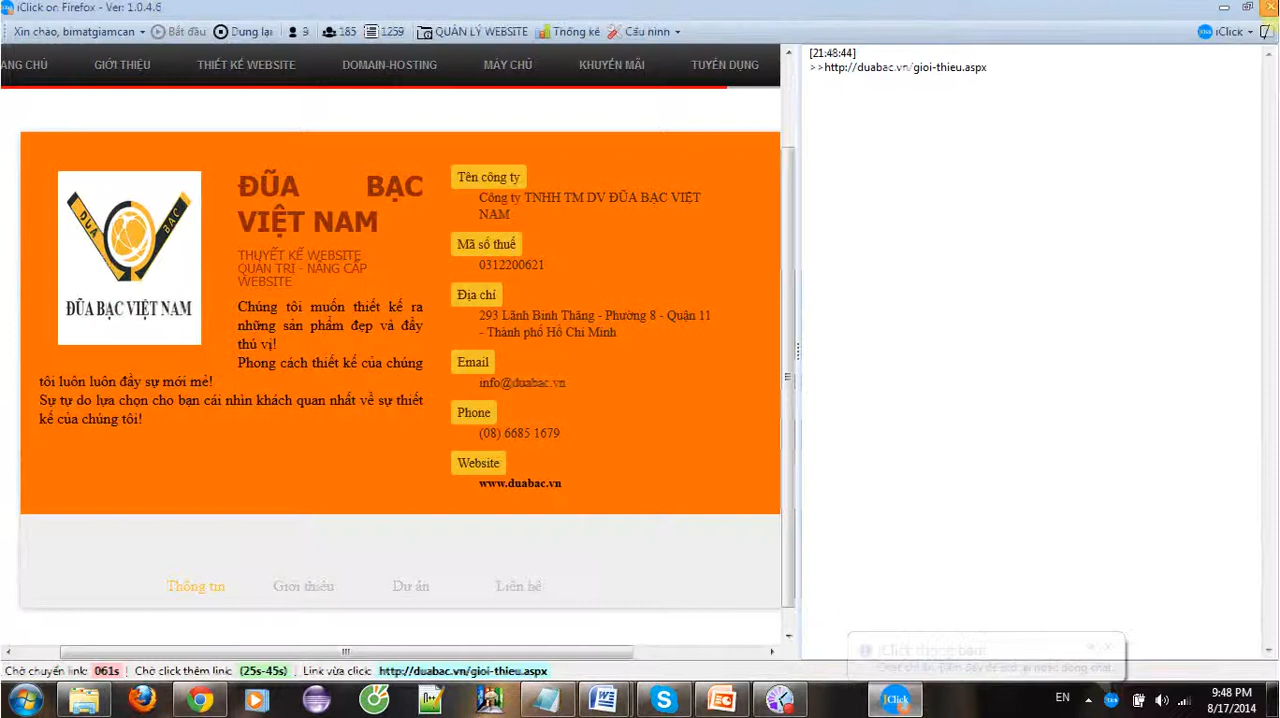 iClick on Firefox - Ver: 1.0.4.6
Xin chào, bimatgiamcan
Bắt đầu
Dừng lại
185
1259
QUẢN LÝ WEBSITE
Thống kê
Cấu hình
iClick
ANG CHỦ GIỚI THIỆU THIẾT KẾ WEBSITE DOMAIN-HOSTING MÁY CHỦ KHUYẾN MÃI TUYỂN DỤNG
[21:48:44]
>>http://duabac.vn/gioi-thieu.aspx
ĐŨA BẠC
ĐŨA BẠC VIỆT NAM
ĐŨA BẠC
VIỆT NAM
THUYẾT KẾ WEBSITE
QUẢN TRỊ - NÂNG CẤP
WEBSITE
Chúng tôi muốn thiết kế ra
những sản phẩm đẹp và đầy
thú vị!
Phong cách thiết kế của chúng
tôi luôn luôn đầy sự mới mẻ!
Sự tự do lựa chọn cho bạn cái nhìn khách quan nhất về sự thiết
kế của chúng tôi!
Tên công ty
Công ty TNHH TM DV ĐŨA BẠC VIỆT
NAM
Mã số thuế
0312200621
Địa chỉ
293 Lãnh Binh Thăng - Phường 8 - Quận 11
- Thành phố Hồ Chí Minh
Email
info@duabac.vn
Phone
(08) 6685 1679
Website
www.duabac.vn
Thông tin Giới thiệu Dự án Liên hệ
iClick thông báo
Chờ chuyển link: 061s | Chờ click thêm link: (25s-45s) | Link vừa click: http://duabac.vn/gioi-thieu.aspx
EN
9:48 PM
8/17/2014